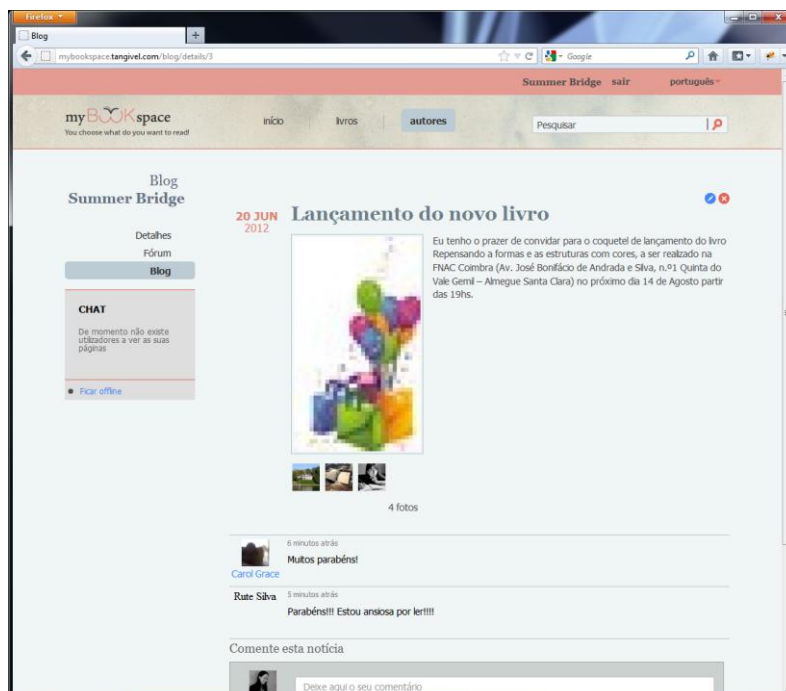 Firefox
Blog
mybookspace.tangivel.com/blog/details/3
Google
Summer Bridge sair português
my BOOK space
You choose what do you want to read!
início livros autores
Pesquisar
Blog
Summer Bridge
Detalhes
Fórum
Blog
CHAT
De momento não existe
utilizadores a ver as suas
páginas
Ficar offline
20 JUN
2012
Lançamento do novo livro
Eu tenho o prazer de convidar para o coquetel de lançamento do livro
Repensando a formas e as estruturas com cores, a ser realizado na
FNAC Coimbra (Av. José Bonifácio de Andrada e Silva, n.º1 Quinta do
Vale Gemil – Almegue Santa Clara) no próximo dia 14 de Agosto partir
das 19hs.
4 fotos
6 minutos atrás
Muitos parabéns!
Carol Grace
Rute Silva
5 minutos atrás
Parabéns!!! Estou ansiosa por ler!!!!
Comente esta notícia
Deixe aqui o seu comentário